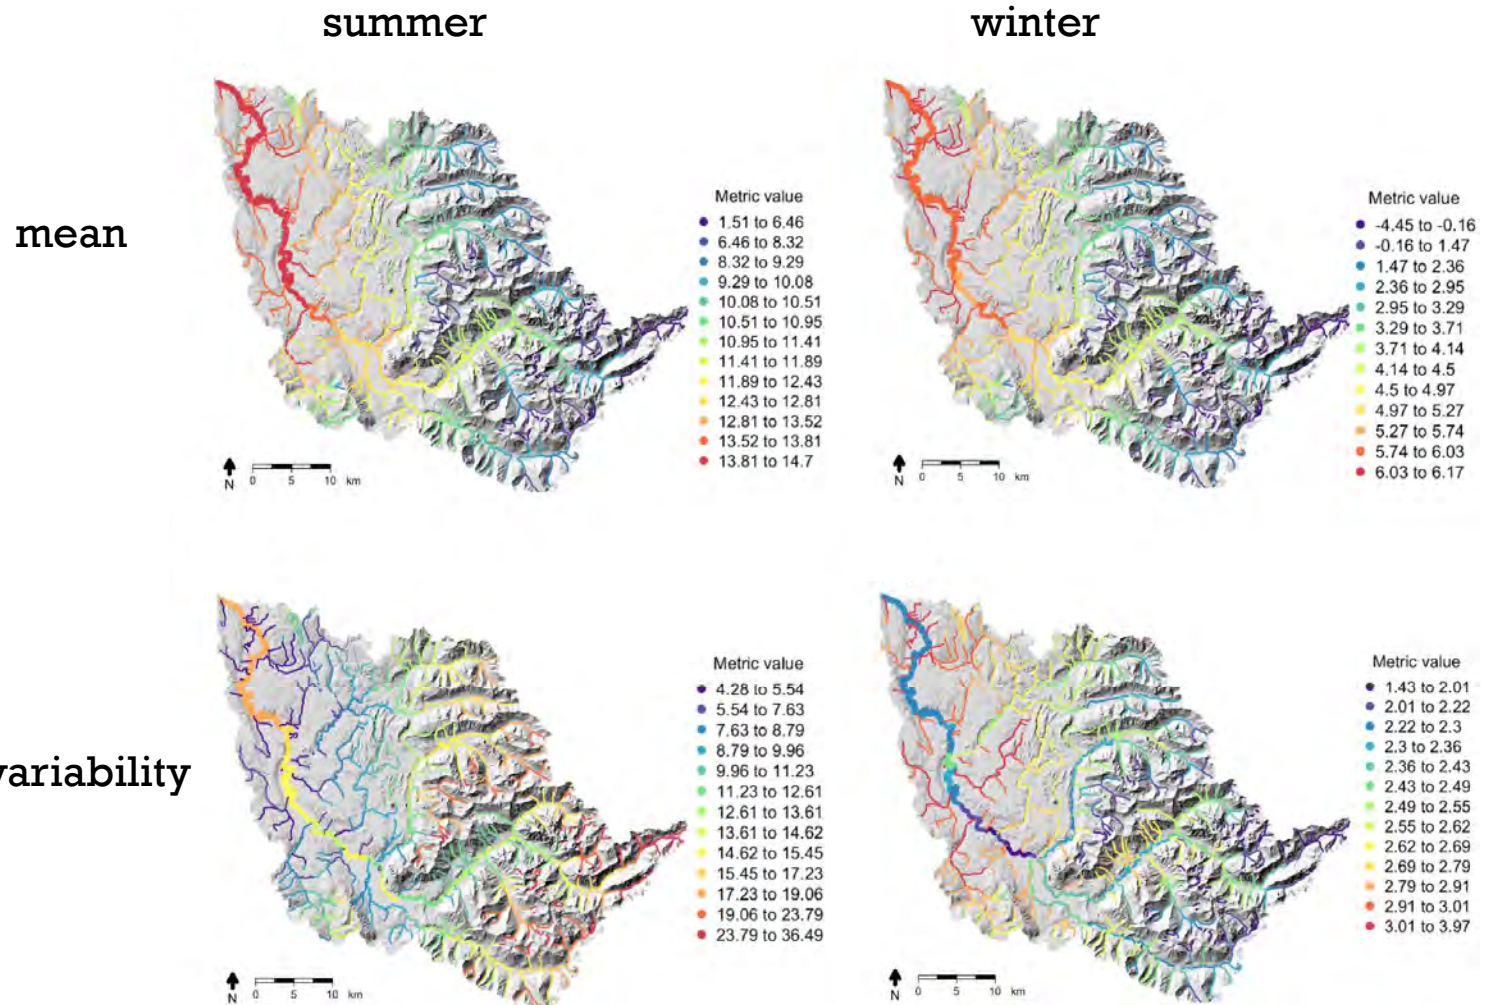 summer
winter
mean
Metric value
1.51 to 6.46
6.46 to 8.32
8.32 to 9.29
9.29 to 10.08
10.08 to 10.51
10.51 to 10.95
10.95 to 11.41
11.41 to 11.89
11.89 to 12.43
12.43 to 12.81
12.81 to 13.52
13.52 to 13.81
13.81 to 14.7
N
0 5 10 km
Metric value
-4.45 to -0.16
-0.16 to 1.47
1.47 to 2.36
2.36 to 2.95
2.95 to 3.29
3.29 to 3.71
3.71 to 4.14
4.14 to 4.5
4.5 to 4.97
4.97 to 5.27
5.27 to 5.74
5.74 to 6.03
6.03 to 6.17
N
0 5 10 km
variability
Metric value
4.28 to 5.54
5.54 to 7.63
7.63 to 8.79
8.79 to 9.96
9.96 to 11.23
11.23 to 12.61
12.61 to 13.61
13.61 to 14.62
14.62 to 15.45
15.45 to 17.23
17.23 to 19.06
19.06 to 23.79
23.79 to 36.49
N
0 5 10 km
Metric value
1.43 to 2.01
2.01 to 2.22
2.22 to 2.3
2.3 to 2.36
2.36 to 2.43
2.43 to 2.49
2.49 to 2.55
2.55 to 2.62
2.62 to 2.69
2.69 to 2.79
2.79 to 2.91
2.91 to 3.01
3.01 to 3.97
N
0 5 10 km